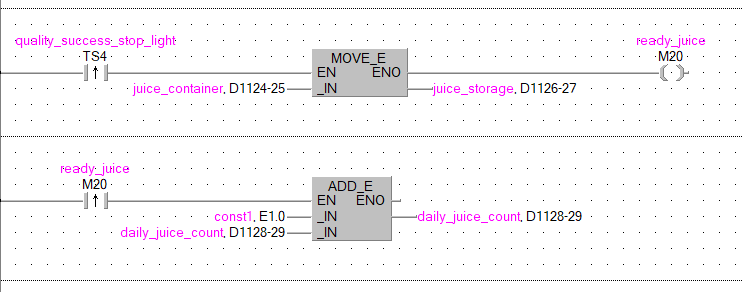 quality_success_stop_light ready_juice
TS4 MOVE_E M20
EN ENO
juice_container, D1124-25 _IN juice_storage, D1126-27
ready_juice
M20 ADD_E
EN ENO
const1, E1.0 _IN daily_juice_count, D1128-29
daily_juice_count, D1128-29 _IN